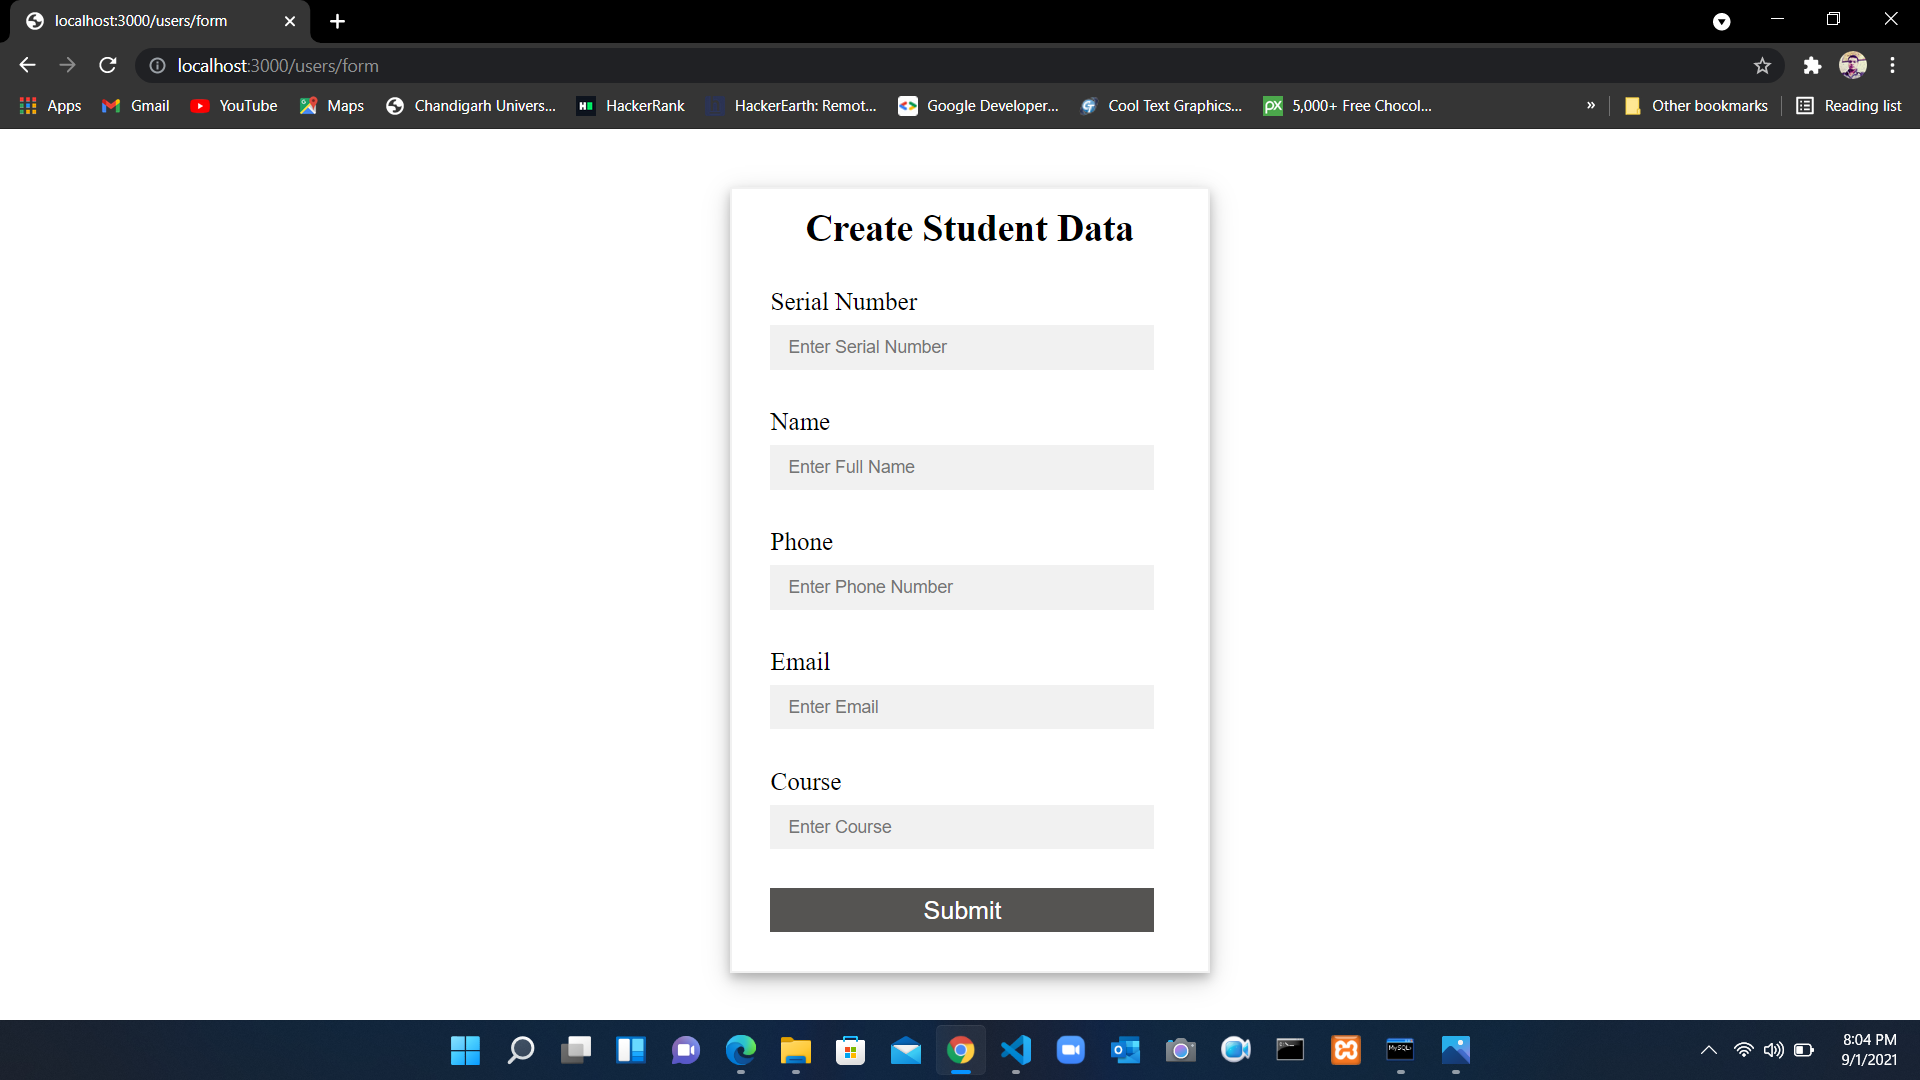 localhost:3000/users/form
localhost:3000/users/form
Apps Gmail YouTube Maps Chandigarh Univers... HackerRank HackerEarth: Remot... Google Developer... Cool Text Graphics... px 5,000+ Free Chocol... » Other bookmarks Reading list
Create Student Data
Serial Number
Enter Serial Number
Name
Enter Full Name
Phone
Enter Phone Number
Email
Enter Email
Course
Enter Course
Submit
8:04 PM
9/1/2021